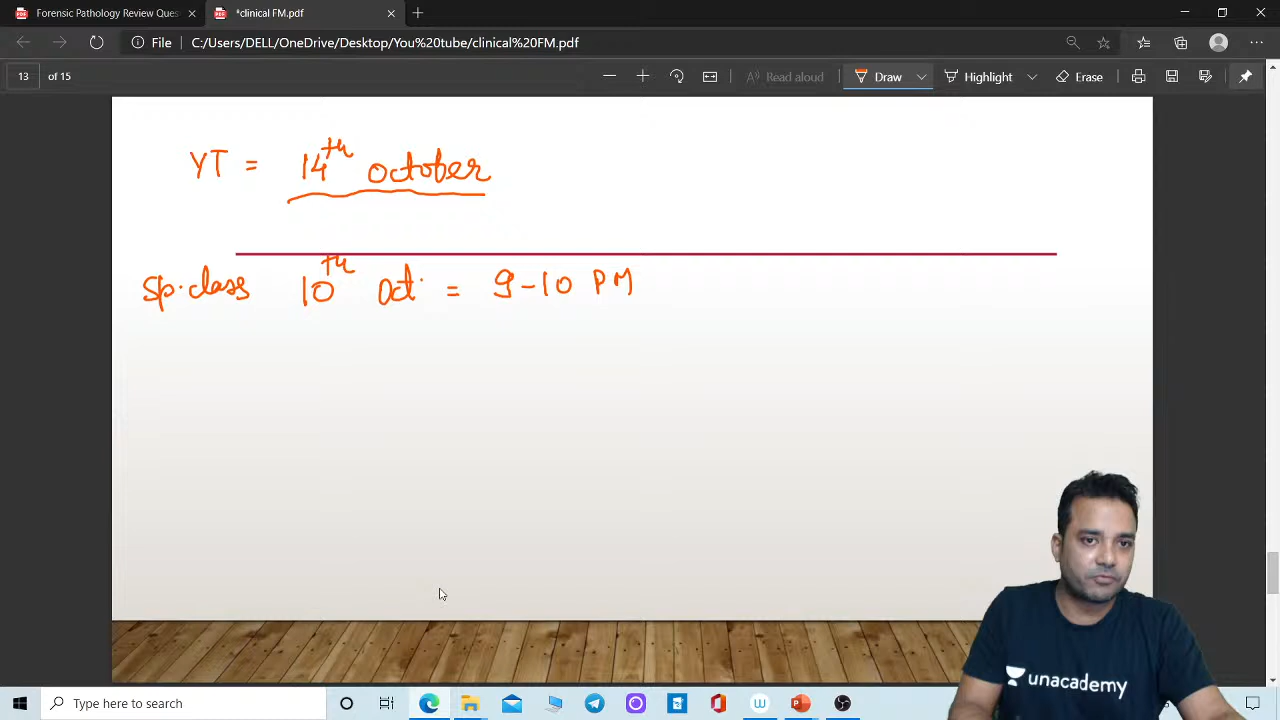 Forensic Pathology Review Ques
*clinical FM.pdf
File C:/Users/DELL/OneDrive/Desktop/You%20tube/clinical%20FM.pdf
13 of 15
Read aloud Draw Highlight Erase
YT = 14th October
Sp. class 10th Oct. = 9-10 PM
unacademy
Type here to search